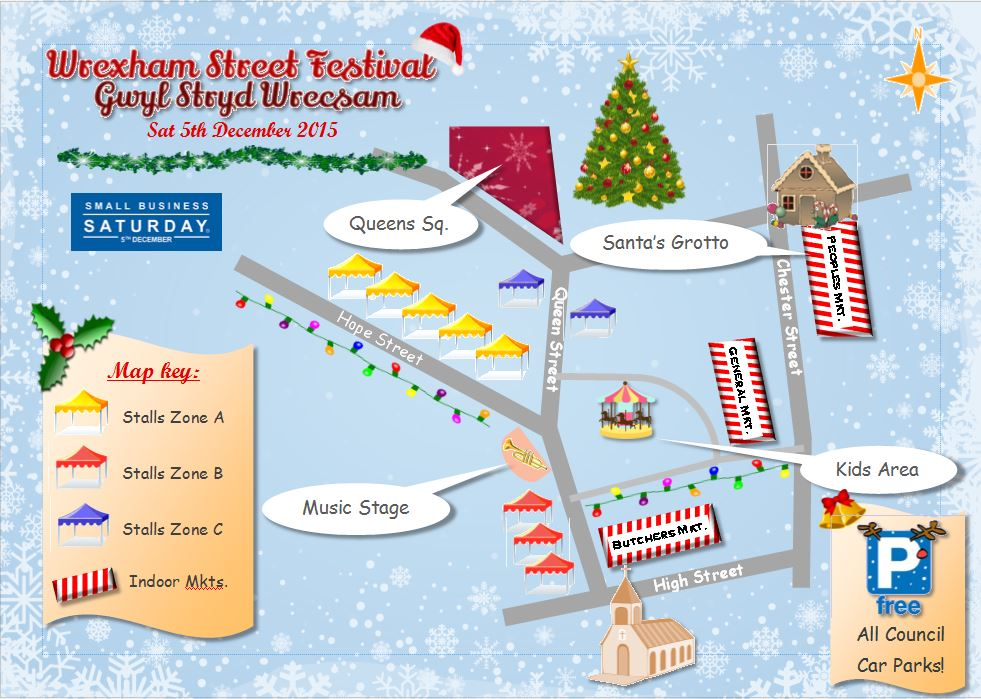 Wrexham Street Festival
Gwyl Stryd Wrecsam
Sat 5th December 2015
N
SMALL BUSINESS
SATURDAY
5TH DECEMBER
Queens Sq.
Santa's Grotto
PEOPLES MKT.
Chester Street
Queen Street
Hope Street
GENERAL MKT.
Map key:
Stalls Zone A
Stalls Zone B
Stalls Zone C
Indoor Mkts.
Kids Area
Music Stage
BUTCHERS MKT.
High Street
P
free
All Council
Car Parks!